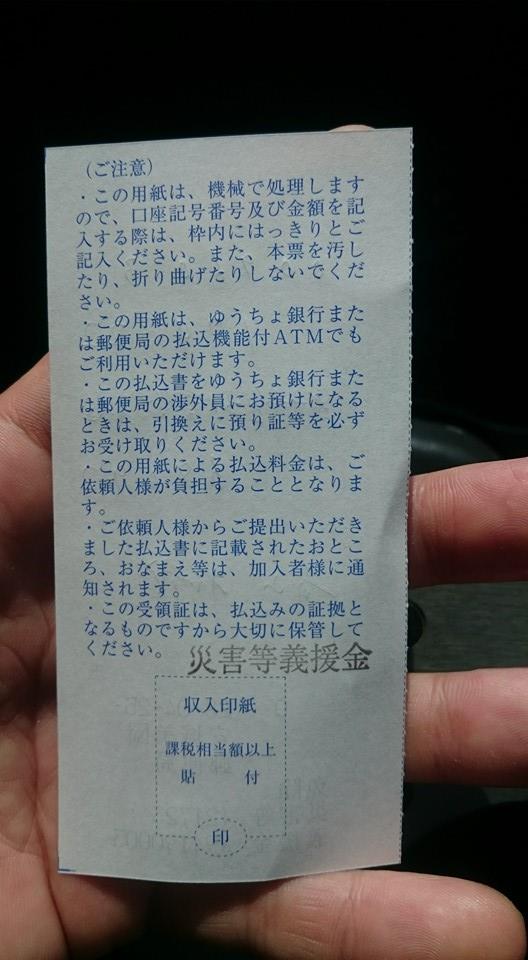 （ご注意）
・この用紙は、機械で処理します
ので、口座記号番号及び金額を記
入する際は、枠内にはっきりとご
記入ください。また、本票を汚し
たり、折り曲げたりしないでくだ
さい。
・この用紙は、ゆうちょ銀行また
は郵便局の払込機能付ATMでも
ご利用いただけます。
・この払込書をゆうちょ銀行また
は郵便局の渉外員にお預けになる
ときは、引換えに預り証等を必ず
お受け取りください。
・この用紙による払込料金は、ご
依頼人様が負担することとなりま
す。
・ご依頼人様からご提出いただき
ました払込書に記載されたおとこ
ろ、おなまえ等は、加入者様に通
知されます。
・この受領証は、払込みの証拠と
なるものですから大切に保管して
ください。
災害等義援金
収入印紙
課税相当額以上
貼　付
印